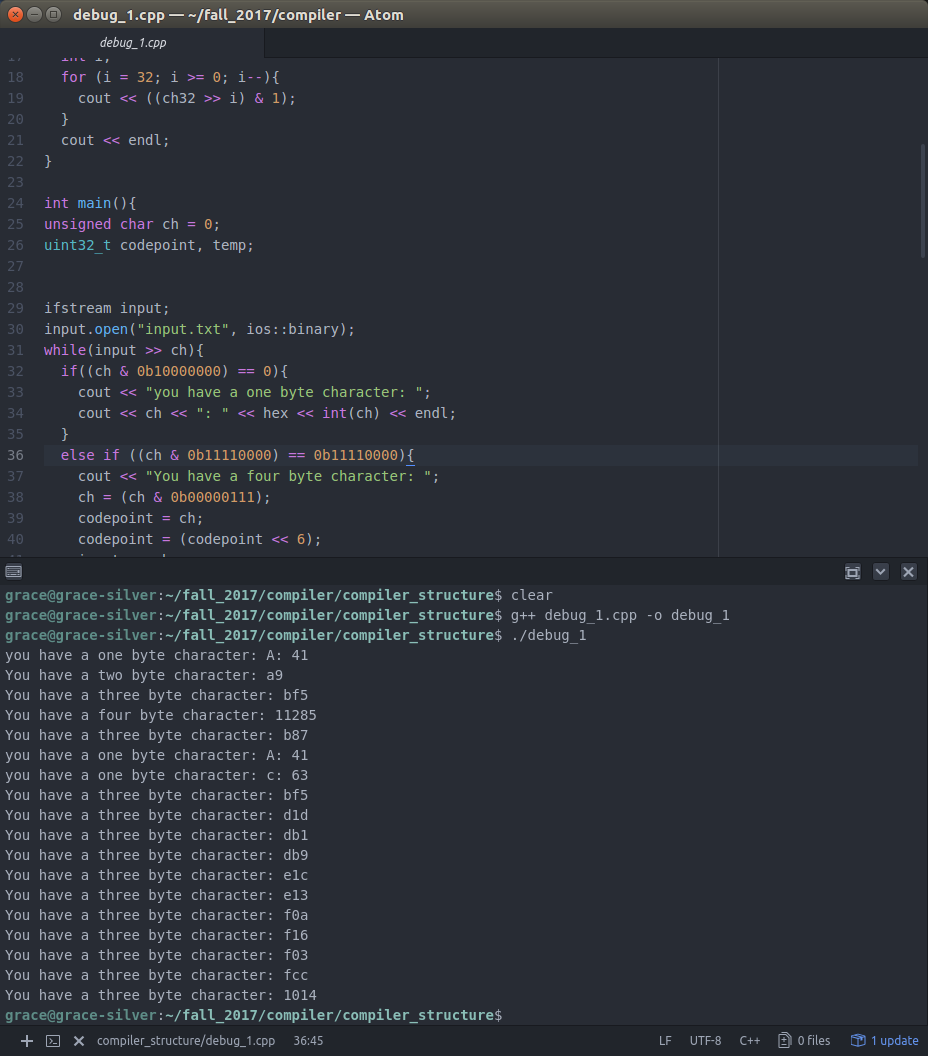 debug_1.cpp — ~/fall_2017/compiler — Atom
debug_1.cpp
17 int i;
18 for (i = 32; i >= 0; i--){
19 cout << ((ch32 >> i) & 1);
20 }
21 cout << endl;
22 }
23
24 int main(){
25 unsigned char ch = 0;
26 uint32_t codepoint, temp;
27
28
29 ifstream input;
30 input.open("input.txt", ios::binary);
31 while(input >> ch){
32 if((ch & 0b10000000) == 0){
33 cout << "you have a one byte character: ";
34 cout << ch << ": " << hex << int(ch) << endl;
35 }
36 else if ((ch & 0b11110000) == 0b11110000){
37 cout << "You have a four byte character: ";
38 ch = (ch & 0b00000111);
39 codepoint = ch;
40 codepoint = (codepoint << 6);
grace@grace-silver:~/fall_2017/compiler/compiler_structure$ clear
grace@grace-silver:~/fall_2017/compiler/compiler_structure$ g++ debug_1.cpp -o debug_1
grace@grace-silver:~/fall_2017/compiler/compiler_structure$ ./debug_1
you have a one byte character: A: 41
You have a two byte character: a9
You have a three byte character: bf5
You have a four byte character: 11285
You have a three byte character: b87
you have a one byte character: A: 41
you have a one byte character: c: 63
You have a three byte character: bf5
You have a three byte character: d1d
You have a three byte character: db1
You have a three byte character: db9
You have a three byte character: e1c
You have a three byte character: e13
You have a three byte character: f0a
You have a three byte character: f16
You have a three byte character: f03
You have a three byte character: fcc
You have a three byte character: 1014
grace@grace-silver:~/fall_2017/compiler/compiler_structure$
compiler_structure/debug_1.cpp 36:45 LF UTF-8 C++ 0 files 1 update